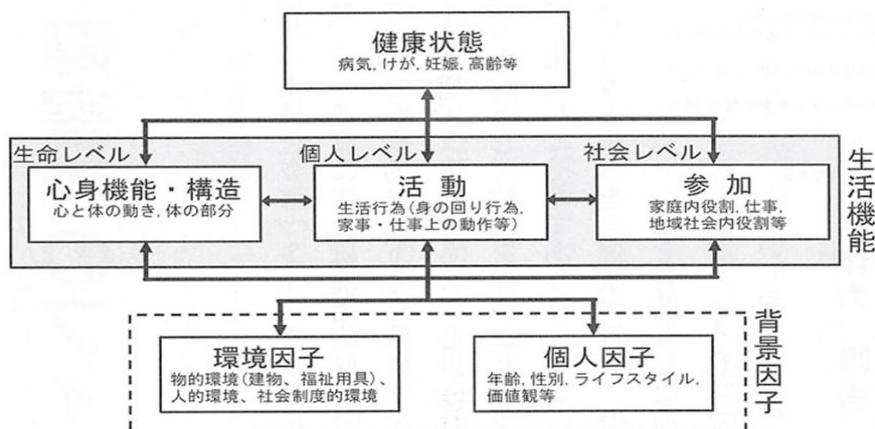 健康状態
病気, けが, 妊娠, 高齢等
生命レベル
個人レベル
社会レベル
心身機能・構造
心と体の動き, 体の部分
活動
生活行為(身の回り行為,
家事・仕事上の動作等)
参加
家庭内役割, 仕事,
地域社会内役割等
生活機能
環境因子
物的環境(建物、福祉用具)、
人的環境、社会制度的環境
個人因子
年齢, 性別, ライフスタイル,
価値観等
背景因子